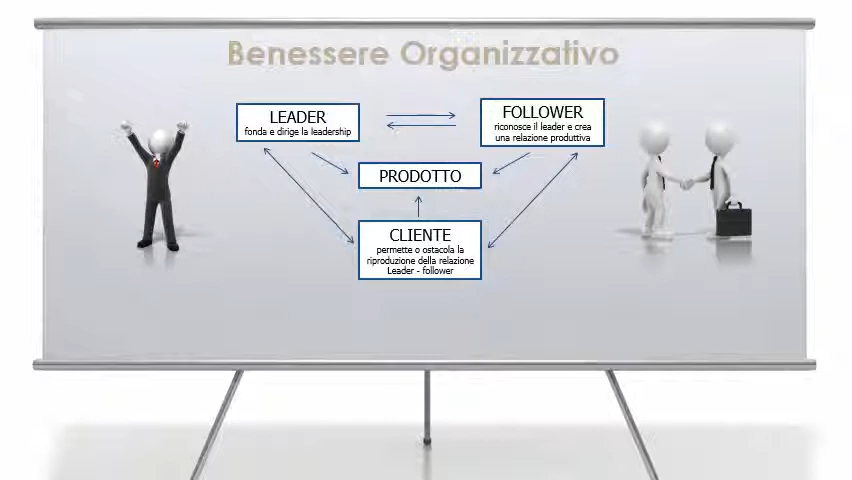 Benessere Organizzativo
LEADER
fonda e dirige la leadership
FOLLOWER
riconosce il leader e crea
una relazione produttiva
PRODOTTO
CLIENTE
permette o ostacola la
riproduzione della relazione
Leader - follower